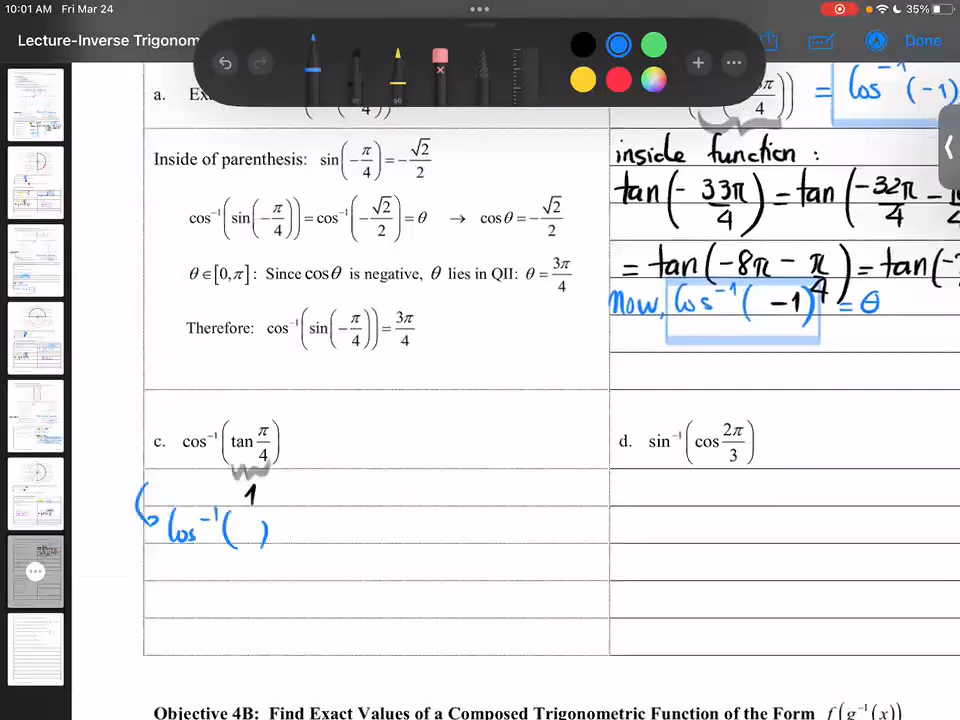 10:01 AM Fri Mar 24
35%
Lecture-Inverse Trigonom
Done
a. Ex
4
4
= cos⁻¹(-1)
Inside of parenthesis: sin(-π/4) = -√2/2
cos⁻¹(sin(-π/4)) = cos⁻¹(-√2/2) = θ → cos θ = -√2/2
θ ∈ [0, π]: Since cos θ is negative, θ lies in QII: θ = 3π/4
Therefore: cos⁻¹(sin(-π/4)) = 3π/4
inside function :
tan(-33π/4) = tan(-32π/4 -
= tan(-8π - π/4) = tan(-
Now, cos⁻¹( -1) = θ
c. cos⁻¹(tan π/4)
1
cos⁻¹( )
d. sin⁻¹(cos 2π/3)
Objective 4B: Find Exact Values of a Composed Trigonometric Function of the Form f(g⁻¹(x))